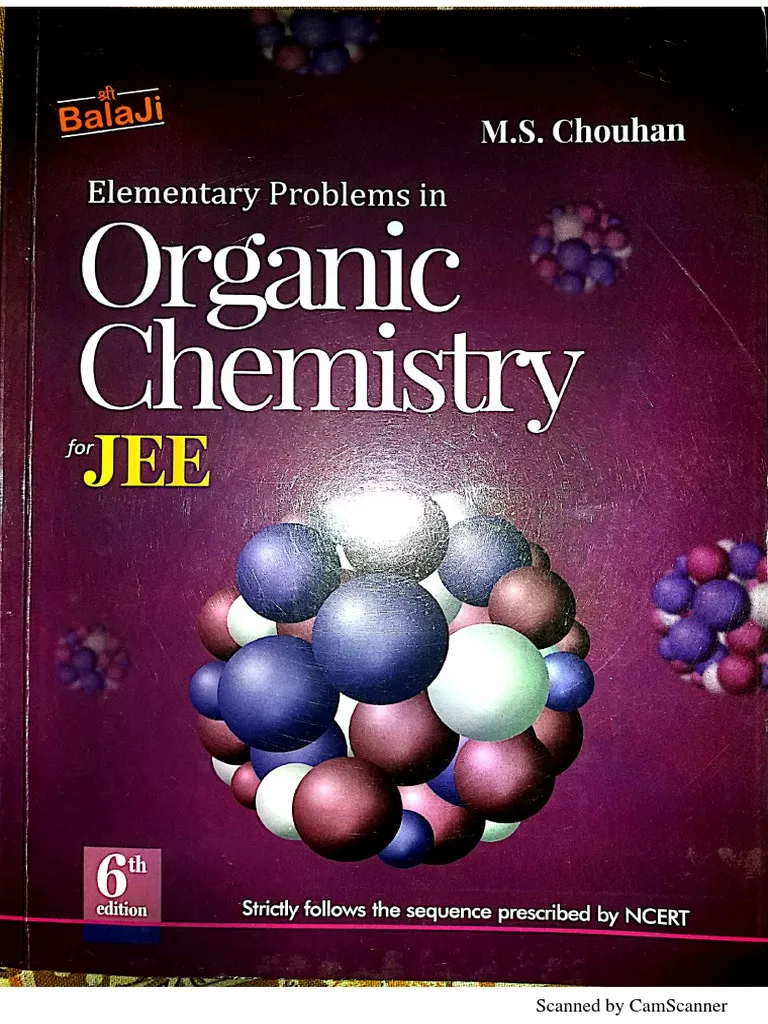 श्री
BalaJi
M.S. Chouhan
Elementary Problems in
Organic
Chemistry
for JEE
6th
edition
Strictly follows the sequence prescribed by NCERT
Scanned by CamScanner